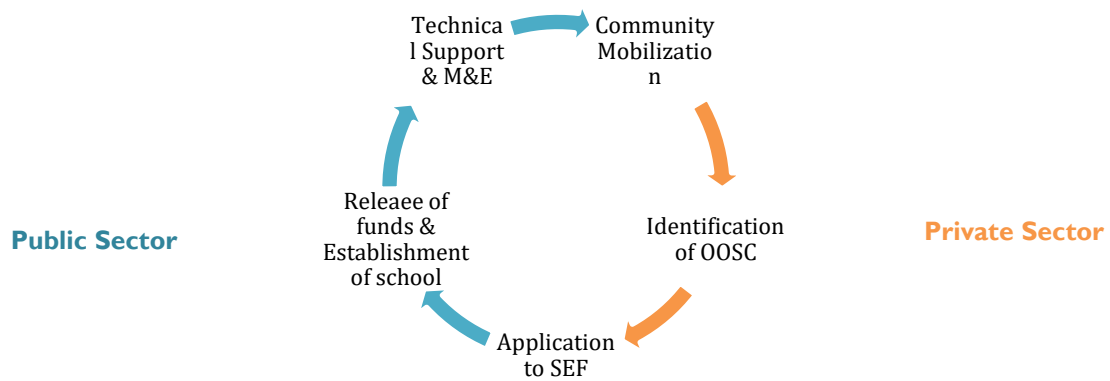 Technica
l Support
& M&E
Community
Mobilizatio
n
Releaee of
funds &
Establishment
of school
Identification
of OOSC
Public Sector
Private Sector
Application
to SEF